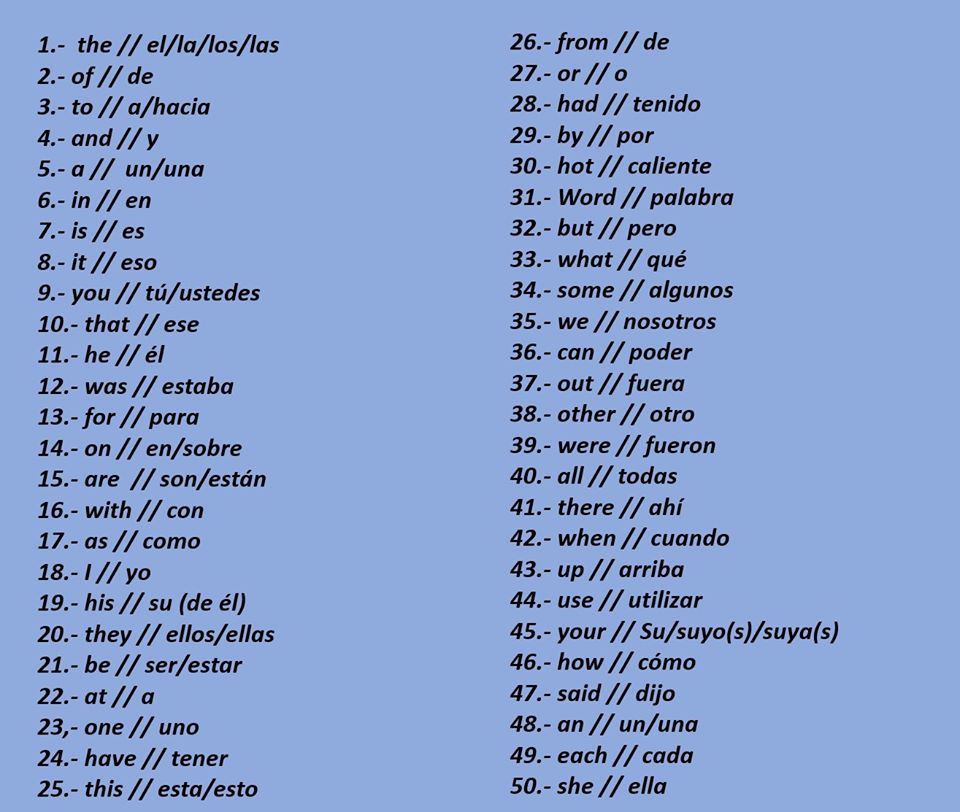 1.- the // el/la/los/las
2.- of // de
3.- to // a/hacia
4.- and // y
5.- a // un/una
6.- in // en
7.- is // es
8.- it // eso
9.- you // tú/ustedes
10.- that // ese
11.- he // él
12.- was // estaba
13.- for // para
14.- on // en/sobre
15.- are // son/están
16.- with // con
17.- as // como
18.- I // yo
19.- his // su (de él)
20.- they // ellos/ellas
21.- be // ser/estar
22.- at // a
23,- one // uno
24.- have // tener
25.- this // esta/esto
26.- from // de
27.- or // o
28.- had // tenido
29.- by // por
30.- hot // caliente
31.- Word // palabra
32.- but // pero
33.- what // qué
34.- some // algunos
35.- we // nosotros
36.- can // poder
37.- out // fuera
38.- other // otro
39.- were // fueron
40.- all // todas
41.- there // ahí
42.- when // cuando
43.- up // arriba
44.- use // utilizar
45.- your // Su/suyo(s)/suya(s)
46.- how // cómo
47.- said // dijo
48.- an // un/una
49.- each // cada
50.- she // ella